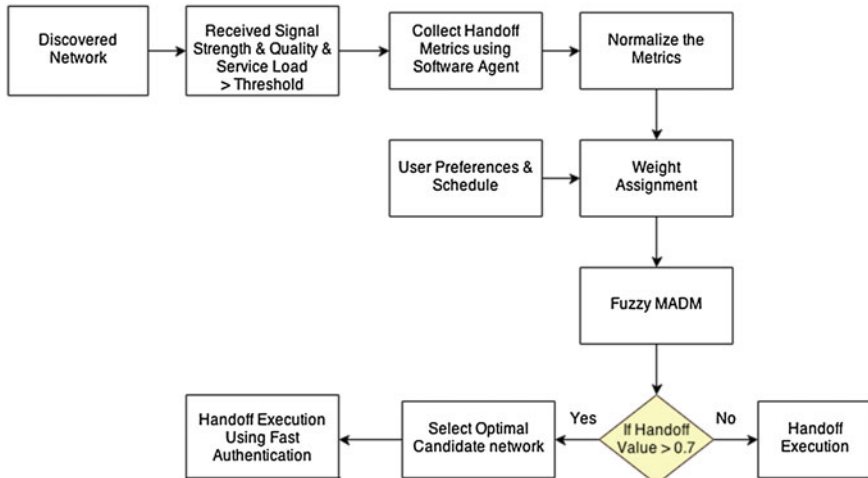 Discovered
Network
Received Signal
Strength & Quality &
Service Load
> Threshold
Collect Handoff
Metrics using
Software Agent
Normalize the
Metrics
User Preferences &
Schedule
Weight
Assignment
Fuzzy MADM
Handoff Execution
Using Fast
Authentication
Select Optimal
Candidate network
Yes
If Handoff
Value > 0.7
No
Handoff
Execution